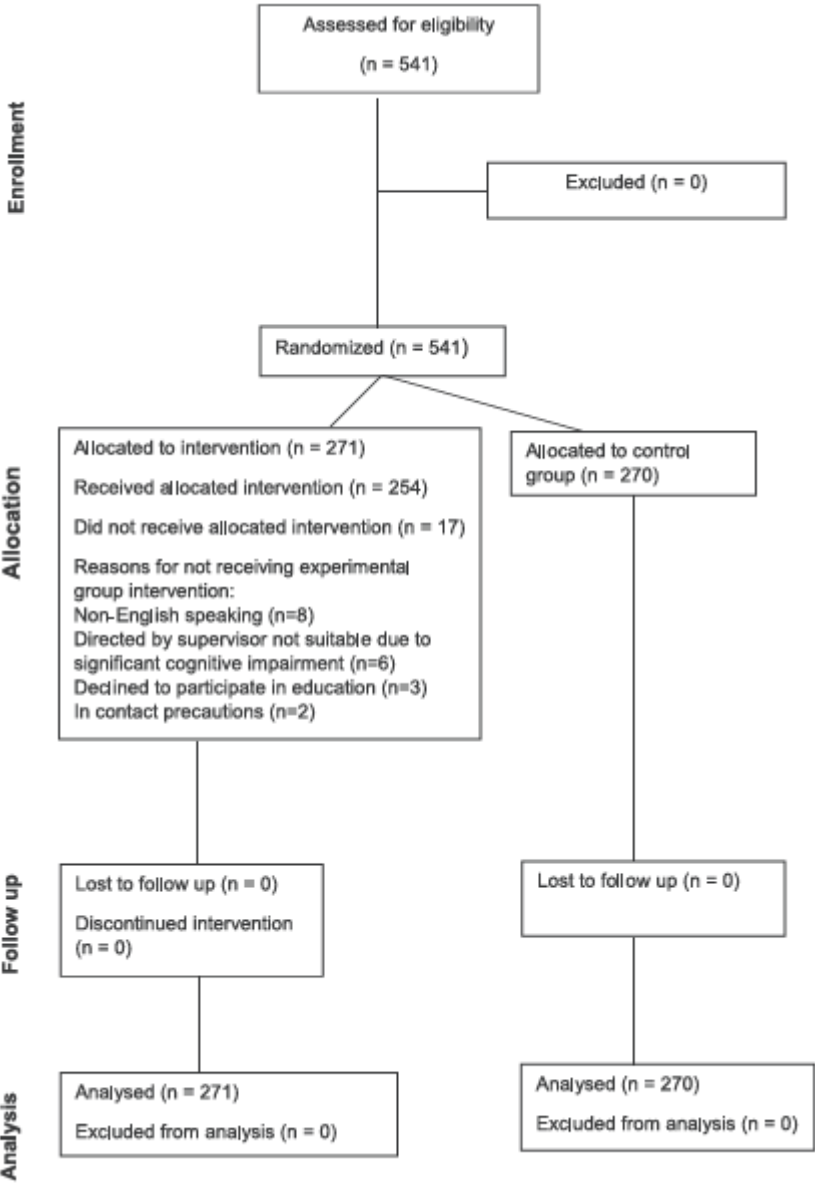 Enrollment
Assessed for eligibility
(n = 541)
Excluded (n = 0)
Randomized (n = 541)
Allocation
Allocated to intervention (n = 271)
Received allocated intervention (n = 254)
Did not receive allocated intervention (n = 17)
Reasons for not receiving experimental
group intervention:
Non-English speaking (n=8)
Directed by supervisor not suitable due to
significant cognitive impairment (n=6)
Declined to participate in education (n=3)
In contact precautions (n=2)
Allocated to control
group (n = 270)
Follow up
Lost to follow up (n = 0)
Discontinued intervention
(n = 0)
Lost to follow up (n = 0)
Analysis
Analysed (n = 271)
Excluded from analysis (n = 0)
Analysed (n = 270)
Excluded from analysis (n = 0)